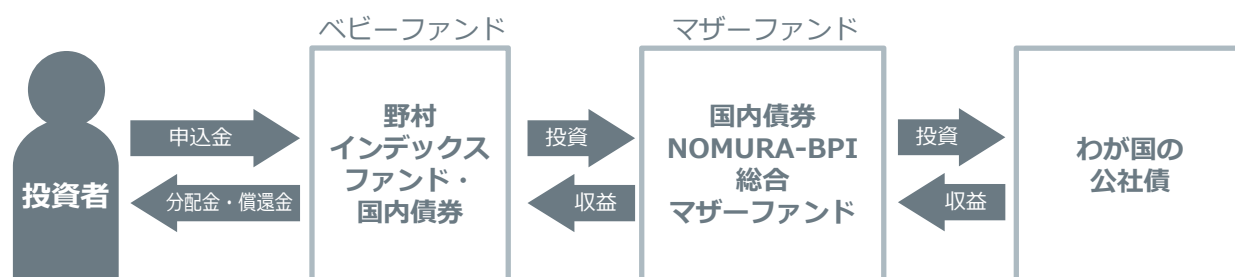 ベビーファンド
マザーファンド
投資者
申込金
分配金・償還金
野村
インデックス
ファンド・
国内債券
投資
収益
国内債券
NOMURA-BPI
総合
マザーファンド
投資
収益
わが国の
公社債